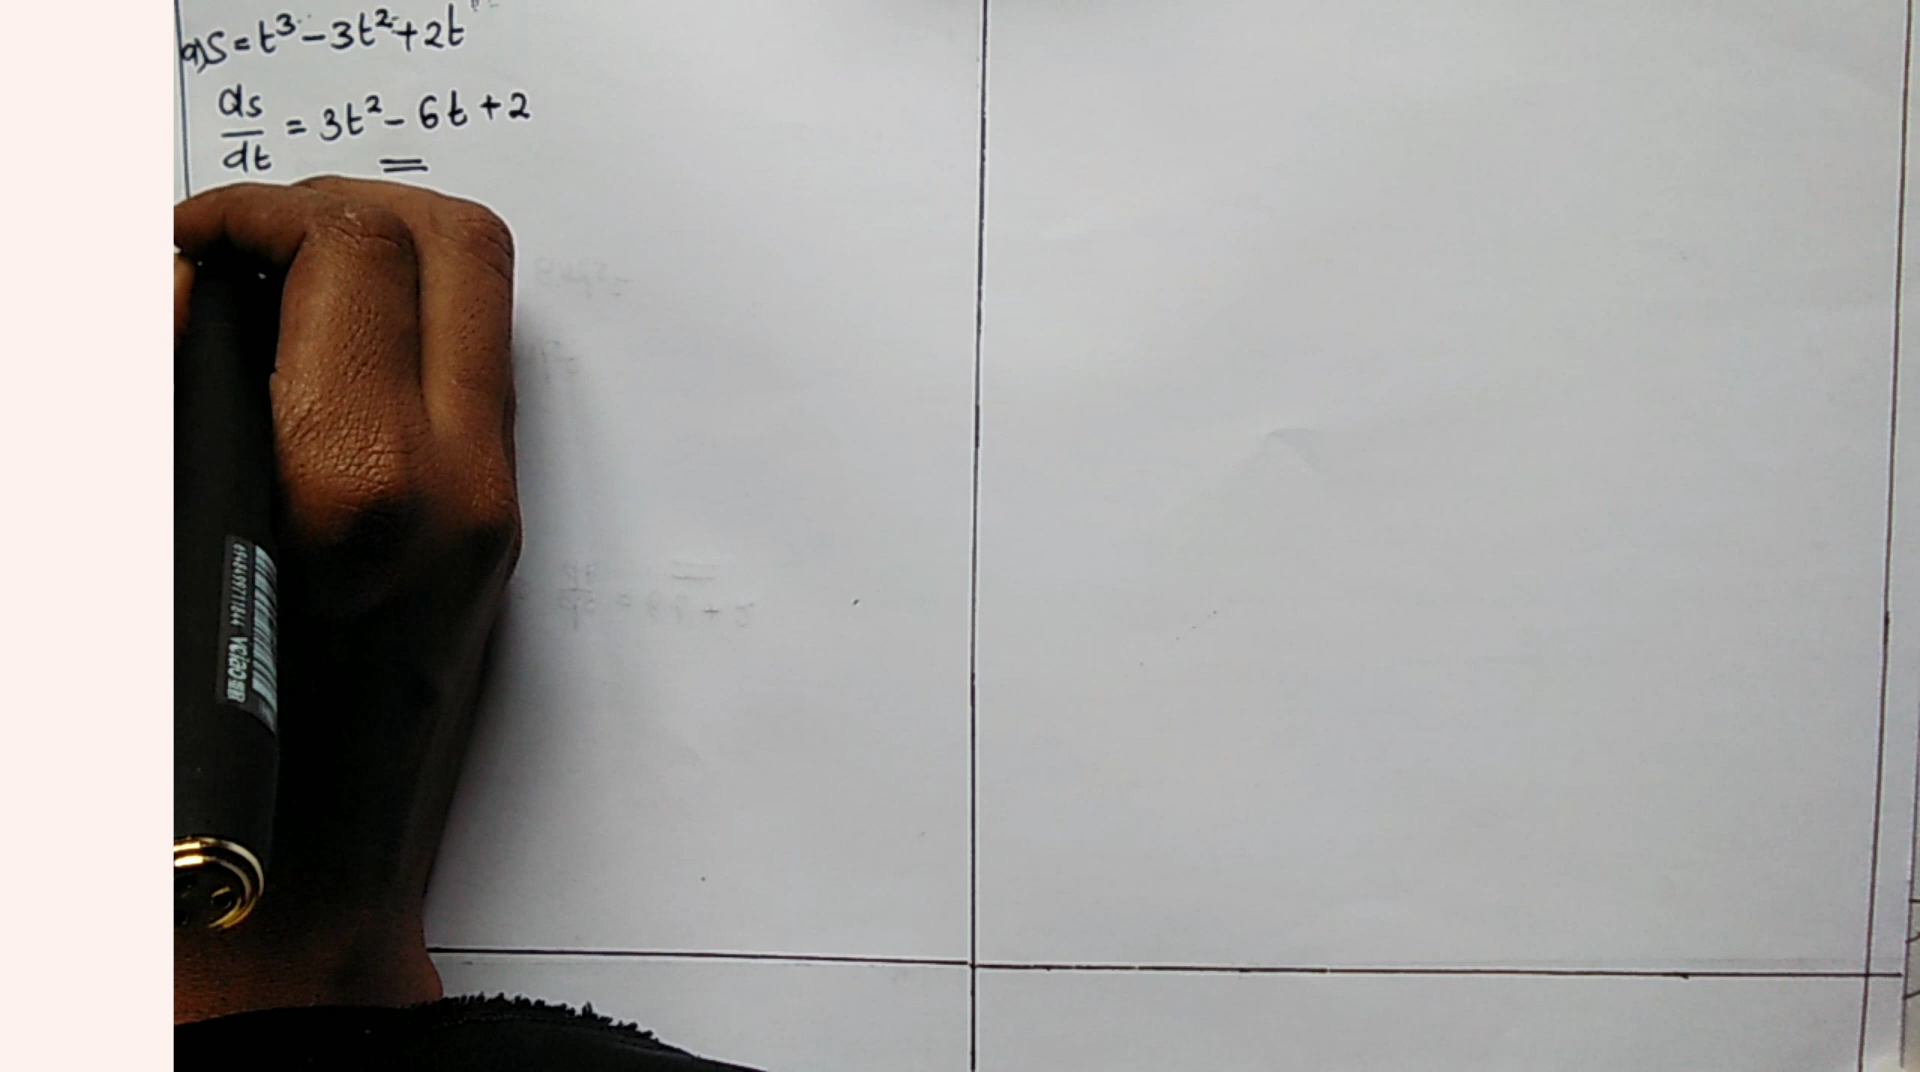 a) S = t³ - 3t² + 2t
ds/dt = 3t² - 6t + 2